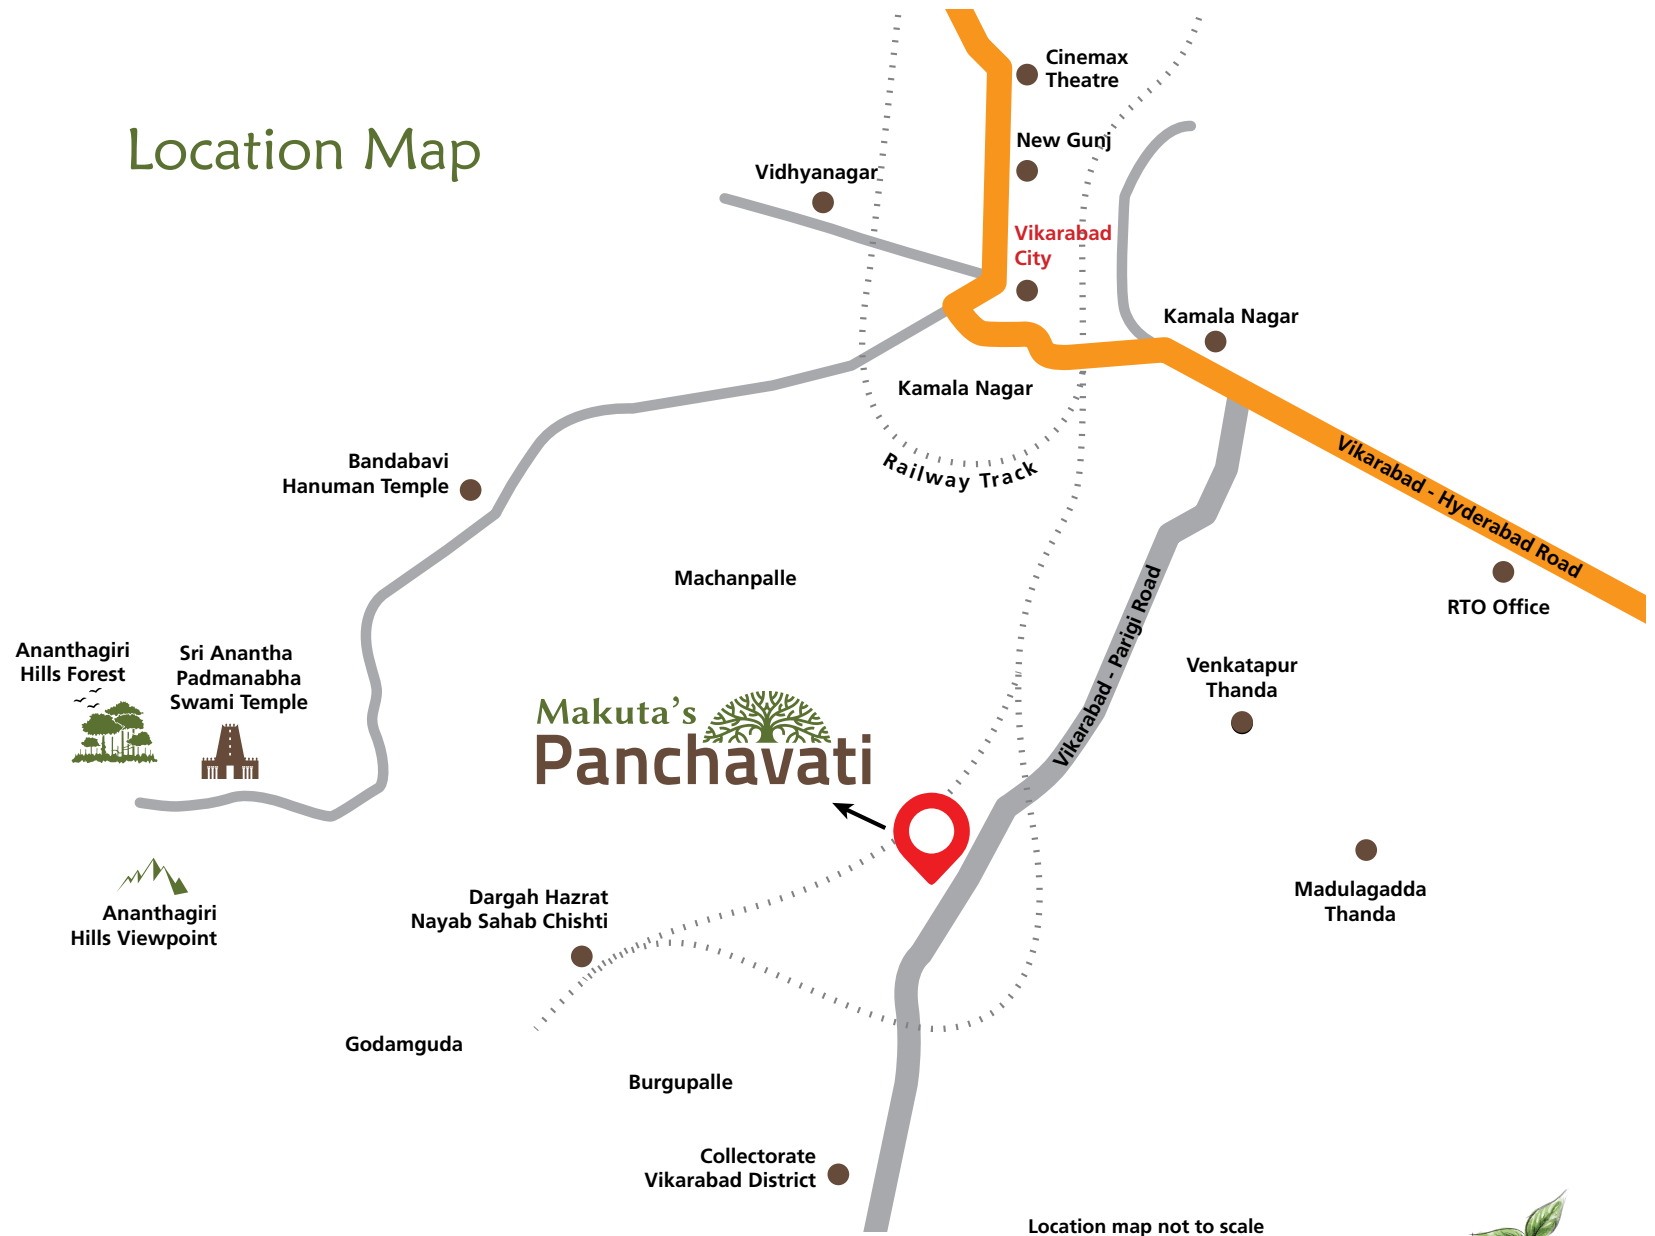 Location Map
Cinemax
Theatre
New Gunj
Vidhyanagar
Vikarabad
City
Kamala Nagar
Kamala Nagar
Railway Track
Vikarabad - Hyderabad Road
Bandabavi
Hanuman Temple
Machanpalle
RTO Office
Vikarabad - Parigi Road
Ananthagiri
Hills Forest
Sri Anantha
Padmanabha
Swami Temple
Venkatapur
Thanda
Makuta's
Panchavati
Madulagadda
Thanda
Dargah Hazrat
Nayab Sahab Chishti
Ananthagiri
Hills Viewpoint
Godamguda
Burgupalle
Collectorate
Vikarabad District
Location map not to scale